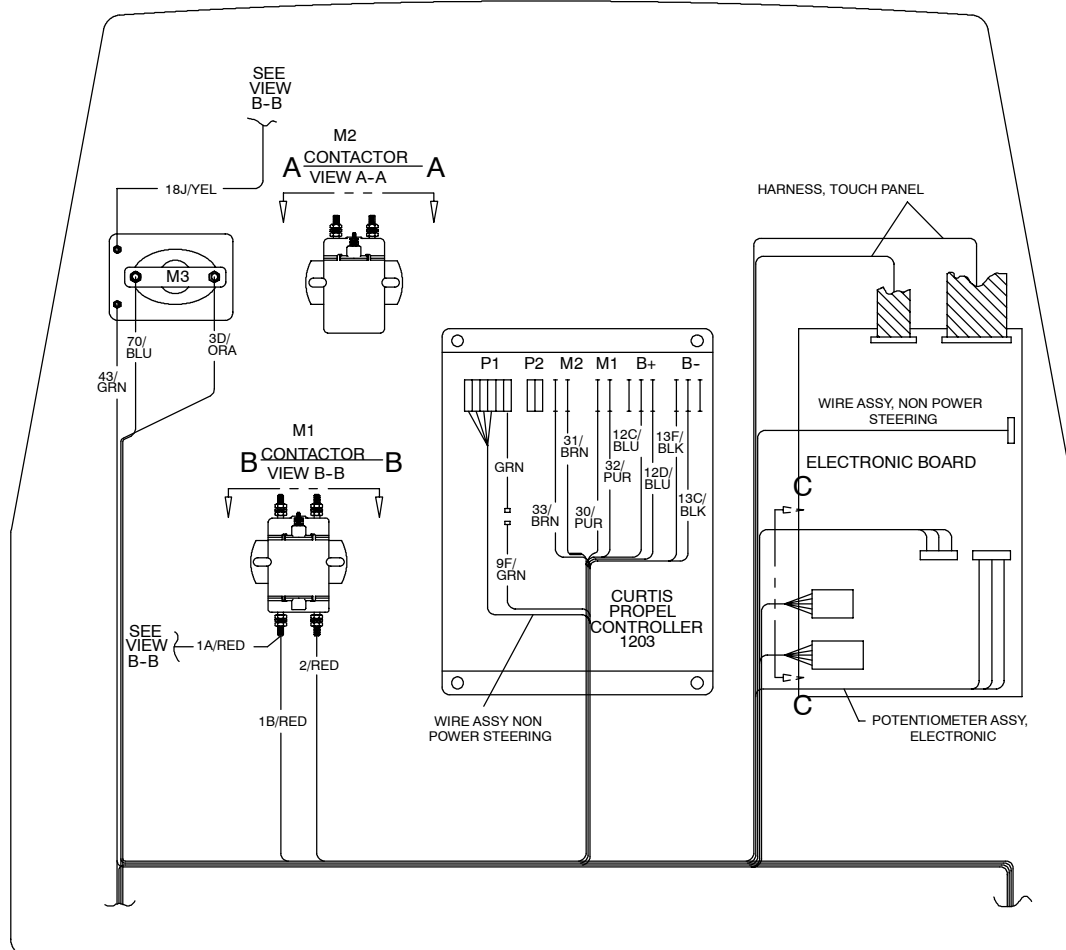 SEE
VIEW
B-B
M2
A CONTACTOR A
VIEW A-A
18J/YEL
HARNESS, TOUCH PANEL
M3
70/
BLU
3D/
ORA
43/
GRN
P1 P2 M2 M1 B+ B-
WIRE ASSY, NON POWER
STEERING
M1
B CONTACTOR B
VIEW B-B
GRN
31/
BRN
32/
PUR
12C/
BLU
12D/
BLU
13F/
BLK
13C/
BLK
33/
BRN
30/
PUR
9F/
GRN
ELECTRONIC BOARD
C
CURTIS
PROPEL
CONTROLLER
1203
SEE
VIEW
B-B
1A/RED
2/RED
1B/RED
WIRE ASSY NON
POWER STEERING
C
POTENTIOMETER ASSY,
ELECTRONIC